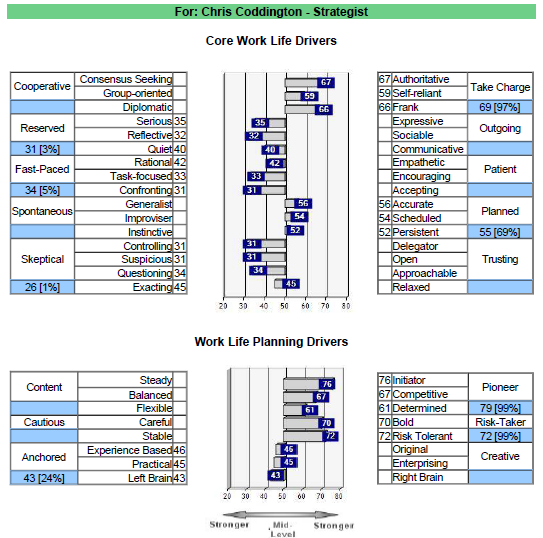 For: Chris Coddington - Strategist
Core Work Life Drivers
Cooperative
Consensus Seeking
Group-oriented
Diplomatic
Reserved
31 [3%]
Serious 35
Reflective 32
Quiet 40
Fast-Paced
34 [5%]
Rational 42
Task-focused 33
Confronting 31
Spontaneous
Generalist
Improviser
Instinctive
Skeptical
26 [1%]
Controlling 31
Suspicious 31
Questioning 34
Exacting 45
67
59
66
35
32
40
42
33
31
56
54
52
31
31
34
45
20 30 40 50 60 70 80
67 Authoritative
59 Self-reliant
66 Frank
Take Charge
69 [97%]
Expressive
Sociable
Communicative
Outgoing
Empathetic
Encouraging
Accepting
Patient
56 Accurate
54 Scheduled
52 Persistent
Planned
55 [69%]
Delegator
Open
Approachable
Relaxed
Trusting
Work Life Planning Drivers
Content
Steady
Balanced
Flexible
Cautious
Careful
Stable
Anchored
43 [24%]
Experience Based 46
Practical 45
Left Brain 43
76
67
61
70
72
46
45
43
20 30 40 50 60 70 80
Stronger Mid-Level Stronger
76 Initiator
67 Competitive
61 Determined
Pioneer
79 [99%]
70 Bold
72 Risk Tolerant
Risk-Taker
72 [99%]
Original
Enterprising
Right Brain
Creative